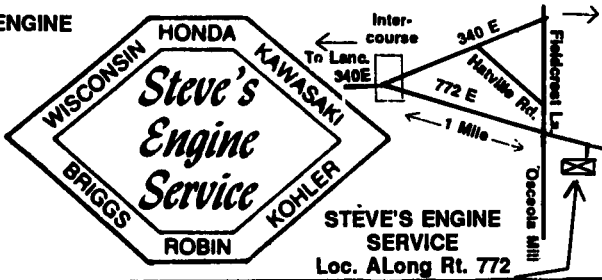 ENGINE
HONDA
WISCONSIN
KAWASAKI
Steve's
Engine
Service
BRIGGS
KOHLER
ROBIN
Inter-
course
To Lanc.
340E
340 E
Hatville Rd.
772 E
1 Mile
Fieldcrest La.
Osceola Mill
STEVE'S ENGINE
SERVICE
Loc. ALong Rt. 772